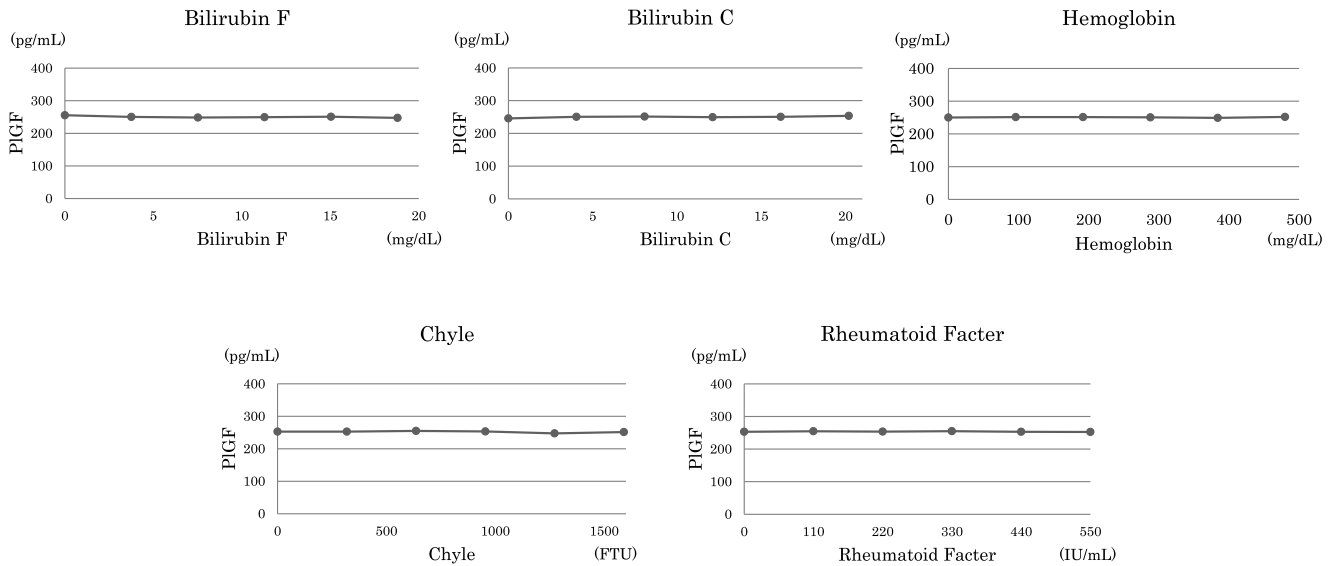 Bilirubin F
(pg/mL)
400
300
200
100
0
PlGF
0 5 10 15 20
Bilirubin F (mg/dL)
Bilirubin C
(pg/mL)
400
300
200
100
0
PlGF
0 5 10 15 20
Bilirubin C (mg/dL)
Hemoglobin
(pg/mL)
400
300
200
100
0
PlGF
0 100 200 300 400 500
Hemoglobin (mg/dL)
Chyle
(pg/mL)
400
300
200
100
0
PlGF
0 500 1000 1500
Chyle (FTU)
Rheumatoid Facter
(pg/mL)
400
300
200
100
0
PlGF
0 110 220 330 440 550
Rheumatoid Facter (IU/mL)